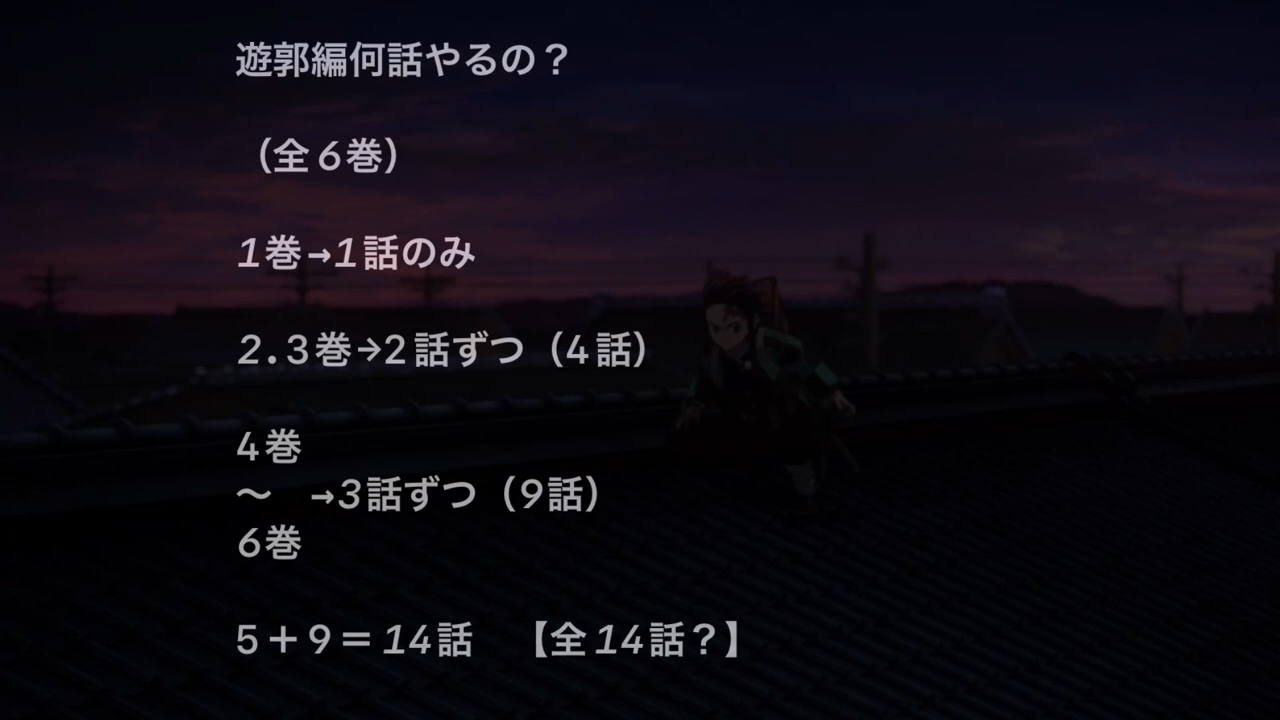 遊郭編何話やるの？
（全６巻）
1巻→1話のみ
2.3巻→2話ずつ（4話）
4巻
〜　→3話ずつ（9話）
6巻
5＋9＝14話　【全14話？】